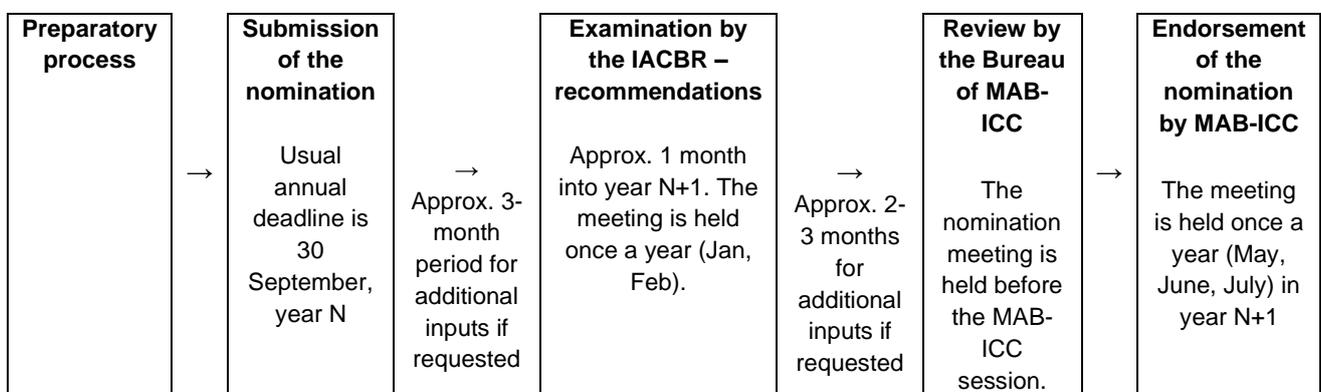 Preparatory
process
→
Submission
of the
nomination
Usual
annual
deadline is
30
September,
year N
→
Approx. 3-
month
period for
additional
inputs if
requested
Examination by
the IACBR –
recommendations
Approx. 1 month
into year N+1. The
meeting is held
once a year (Jan,
Feb).
→
Approx. 2-
3 months
for
additional
inputs if
requested
Review by
the Bureau
of MAB-
ICC
The
nomination
meeting is
held before
the MAB-
ICC
session.
→
Endorsement
of the
nomination
by MAB-ICC
The meeting
is held once a
year (May,
June, July) in
year N+1